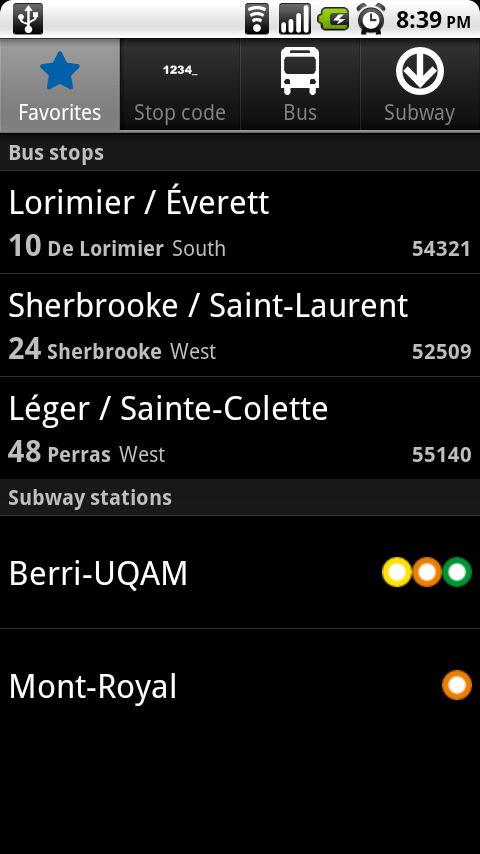 8:39 PM
1234_
Favorites Stop code Bus Subway
Bus stops
Lorimier / Éverett
10 De Lorimier South 54321
Sherbrooke / Saint-Laurent
24 Sherbrooke West 52509
Léger / Sainte-Colette
48 Perras West 55140
Subway stations
Berri-UQAM
Mont-Royal